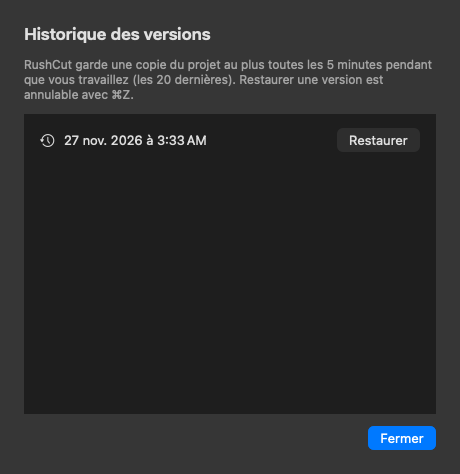 Historique des versions
RushCut garde une copie du projet au plus toutes les 5 minutes pendant
que vous travaillez (les 20 dernières). Restaurer une version est
annulable avec ⌘Z.
27 nov. 2026 à 3:33 AM
Restaurer
Fermer